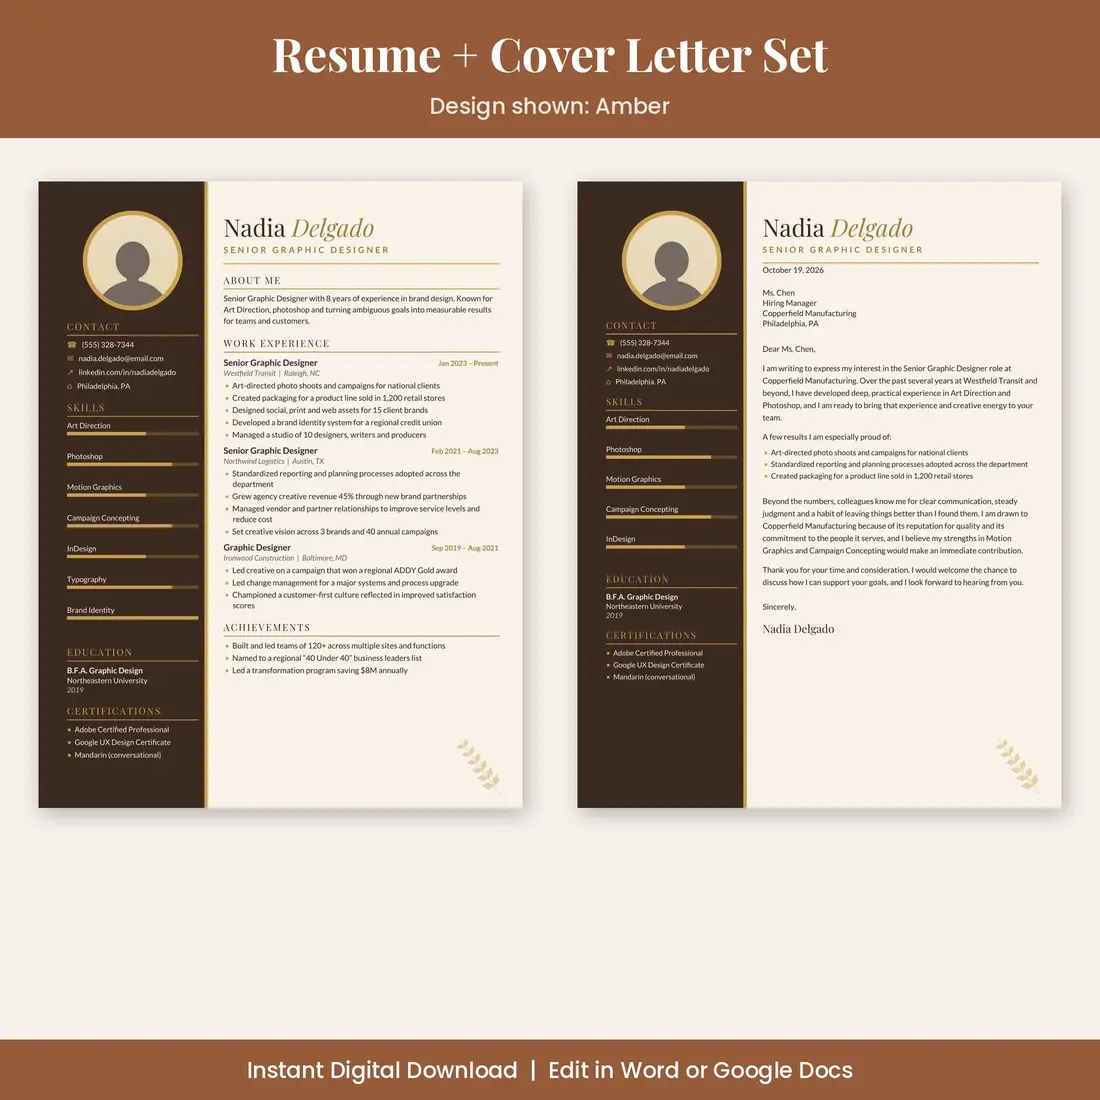 Resume + Cover Letter Set
Design shown: Amber
CONTACT
☎ (555) 328-7344
✉ nadia.delgado@email.com
↗ linkedin.com/in/nadiadelgado
⌂ Philadelphia, PA
SKILLS
Art Direction
Photoshop
Motion Graphics
Campaign Concepting
InDesign
Typography
Brand Identity
EDUCATION
B.F.A. Graphic Design
Northeastern University
2019
CERTIFICATIONS
• Adobe Certified Professional
• Google UX Design Certificate
• Mandarin (conversational)
Nadia Delgado
SENIOR GRAPHIC DESIGNER
ABOUT ME
Senior Graphic Designer with 8 years of experience in brand design. Known for
Art Direction, photoshop and turning ambiguous goals into measurable results
for teams and customers.
WORK EXPERIENCE
Senior Graphic Designer Jan 2023 – Present
Westfield Transit | Raleigh, NC
• Art-directed photo shoots and campaigns for national clients
• Created packaging for a product line sold in 1,200 retail stores
• Designed social, print and web assets for 15 client brands
• Developed a brand identity system for a regional credit union
• Managed a studio of 10 designers, writers and producers
Senior Graphic Designer Feb 2021 – Aug 2023
Northwind Logistics | Austin, TX
• Standardized reporting and planning processes adopted across the
department
• Grew agency creative revenue 45% through new brand partnerships
• Managed vendor and partner relationships to improve service levels and
reduce cost
• Set creative vision across 3 brands and 40 annual campaigns
Graphic Designer Sep 2019 – Aug 2021
Ironwood Construction | Baltimore, MD
• Led creative on a campaign that won a regional ADDY Gold award
• Led change management for a major systems and process upgrade
• Championed a customer-first culture reflected in improved satisfaction
scores
ACHIEVEMENTS
• Built and led teams of 120+ across multiple sites and functions
• Named to a regional "40 Under 40" business leaders list
• Led a transformation program saving $8M annually
CONTACT
☎ (555) 328-7344
✉ nadia.delgado@email.com
↗ linkedin.com/in/nadiadelgado
⌂ Philadelphia, PA
SKILLS
Art Direction
Photoshop
Motion Graphics
Campaign Concepting
InDesign
EDUCATION
B.F.A. Graphic Design
Northeastern University
2019
CERTIFICATIONS
• Adobe Certified Professional
• Google UX Design Certificate
• Mandarin (conversational)
Nadia Delgado
SENIOR GRAPHIC DESIGNER
October 19, 2026
Ms. Chen
Hiring Manager
Copperfield Manufacturing
Philadelphia, PA
Dear Ms. Chen,
I am writing to express my interest in the Senior Graphic Designer role at
Copperfield Manufacturing. Over the past several years at Westfield Transit and
beyond, I have developed deep, practical experience in Art Direction and
Photoshop, and I am ready to bring that experience and creative energy to your
team.
A few results I am especially proud of:
• Art-directed photo shoots and campaigns for national clients
• Standardized reporting and planning processes adopted across the department
• Created packaging for a product line sold in 1,200 retail stores
Beyond the numbers, colleagues know me for clear communication, steady
judgment and a habit of leaving things better than I found them. I am drawn to
Copperfield Manufacturing because of its reputation for quality and its
commitment to the people it serves, and I believe my strengths in Motion
Graphics and Campaign Concepting would make an immediate contribution.
Thank you for your time and consideration. I would welcome the chance to
discuss how I can support your goals, and I look forward to hearing from you.
Sincerely,
Nadia Delgado
Instant Digital Download | Edit in Word or Google Docs